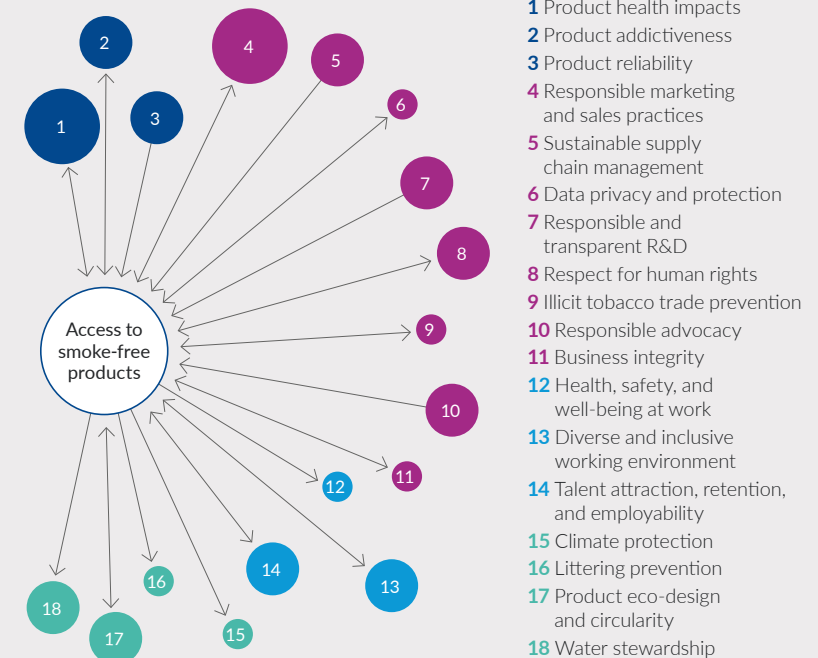 2
4
5
1
3
6
7
8
Access to
smoke-free
products
9
10
11
12
14
13
16
18
17
15
1 Product health impacts
2 Product addictiveness
3 Product reliability
4 Responsible marketing
and sales practices
5 Sustainable supply
chain management
6 Data privacy and protection
7 Responsible and
transparent R&D
8 Respect for human rights
9 Illicit tobacco trade prevention
10 Responsible advocacy
11 Business integrity
12 Health, safety, and
well-being at work
13 Diverse and inclusive
working environment
14 Talent attraction, retention,
and employability
15 Climate protection
16 Littering prevention
17 Product eco-design
and circularity
18 Water stewardship